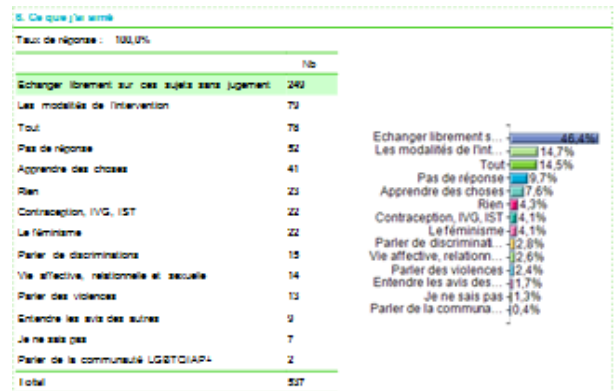 6. Ce que j'ai aimé
Taux de réponse : 100,0%
Nb
Echanger librement sur ces sujets sans jugement 249
Les modalités de l'intervention 79
Tout 78
Pas de réponse 52
Apprendre des choses 41
Rien 23
Contraception, IVG, IST 22
Le féminisme 22
Parler de discriminations 15
Vie affective, relationnelle et sexuelle 14
Parler des violences 13
Entendre les avis des autres 9
Je ne sais pas 7
Parler de la communauté LGBTQIAP+ 2
Total 537
Echanger librement s... 46,4%
Les modalités de l'int... 14,7%
Tout 14,5%
Pas de réponse 9,7%
Apprendre des choses 7,6%
Rien 4,3%
Contraception, IVG, IST 4,1%
Le féminisme 4,1%
Parler de discriminati... 2,8%
Vie affective, relationn... 2,6%
Parler des violences 2,4%
Entendre les avis des... 1,7%
Je ne sais pas 1,3%
Parler de la communa... 0,4%